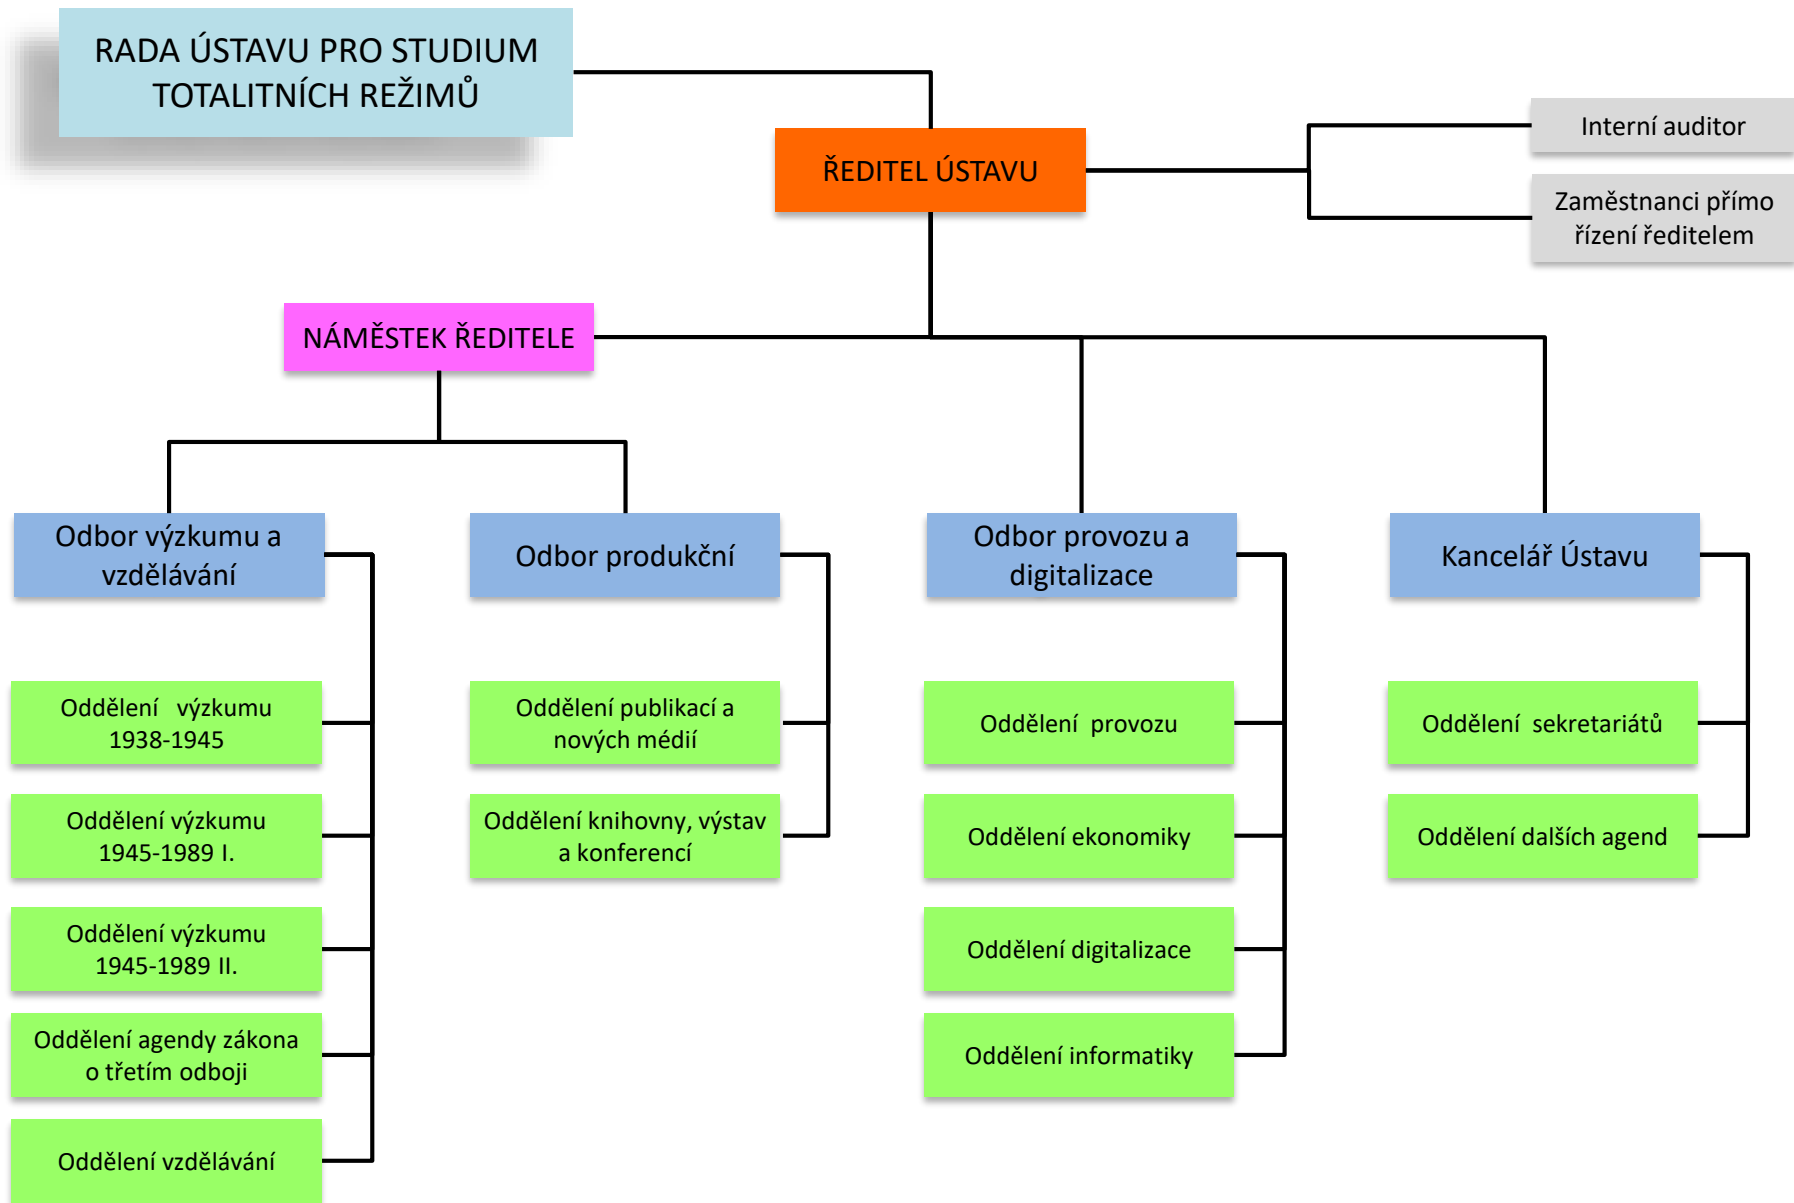 RADA ÚSTAVU PRO STUDIUM
TOTALITNÍCH REŽIMŮ
ŘEDITEL ÚSTAVU
Interní auditor
Zaměstnanci přímo
řízení ředitelem
NÁMĚSTEK ŘEDITELE
Odbor výzkumu a
vzdělávání
Odbor produkční
Odbor provozu a
digitalizace
Kancelář Ústavu
Oddělení výzkumu
1938-1945
Oddělení výzkumu
1945-1989 I.
Oddělení výzkumu
1945-1989 II.
Oddělení agendy zákona
o třetím odboji
Oddělení vzdělávání
Oddělení publikací a
nových médií
Oddělení knihovny, výstav
a konferencí
Oddělení provozu
Oddělení ekonomiky
Oddělení digitalizace
Oddělení informatiky
Oddělení sekretariátů
Oddělení dalších agend